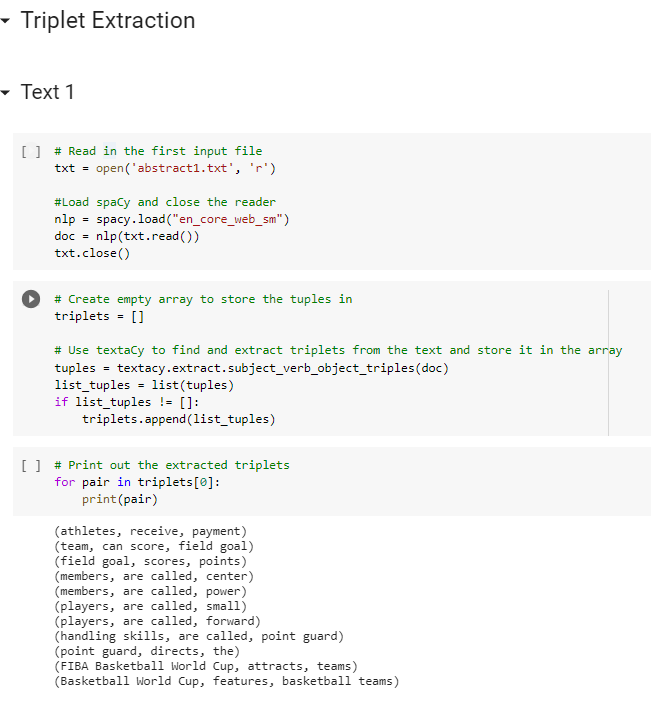 Triplet Extraction
Text 1
[ ] # Read in the first input file
txt = open('abstract1.txt', 'r')
#Load spaCy and close the reader
nlp = spacy.load("en_core_web_sm")
doc = nlp(txt.read())
txt.close()
# Create empty array to store the tuples in
triplets = []
# Use textaCy to find and extract triplets from the text and store it in the array
tuples = textacy.extract.subject_verb_object_triples(doc)
list_tuples = list(tuples)
if list_tuples != []:
    triplets.append(list_tuples)
[ ] # Print out the extracted triplets
for pair in triplets[0]:
    print(pair)
(athletes, receive, payment)
(team, can score, field goal)
(field goal, scores, points)
(members, are called, center)
(members, are called, power)
(players, are called, small)
(players, are called, forward)
(handling skills, are called, point guard)
(point guard, directs, the)
(FIBA Basketball World Cup, attracts, teams)
(Basketball World Cup, features, basketball teams)